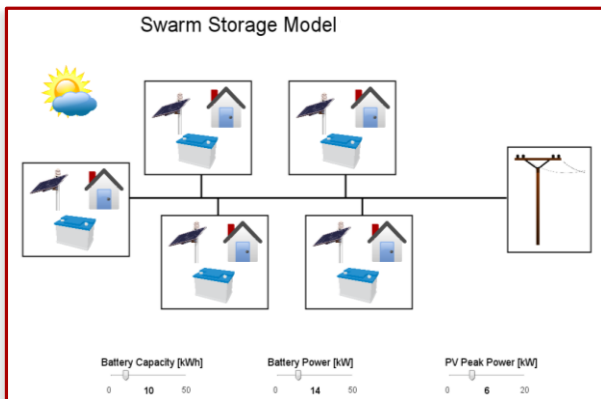 Swarm Storage Model
Battery Capacity [kWh] Battery Power [kW] PV Peak Power [kW]
0 10 50 0 14 50 0 6 20